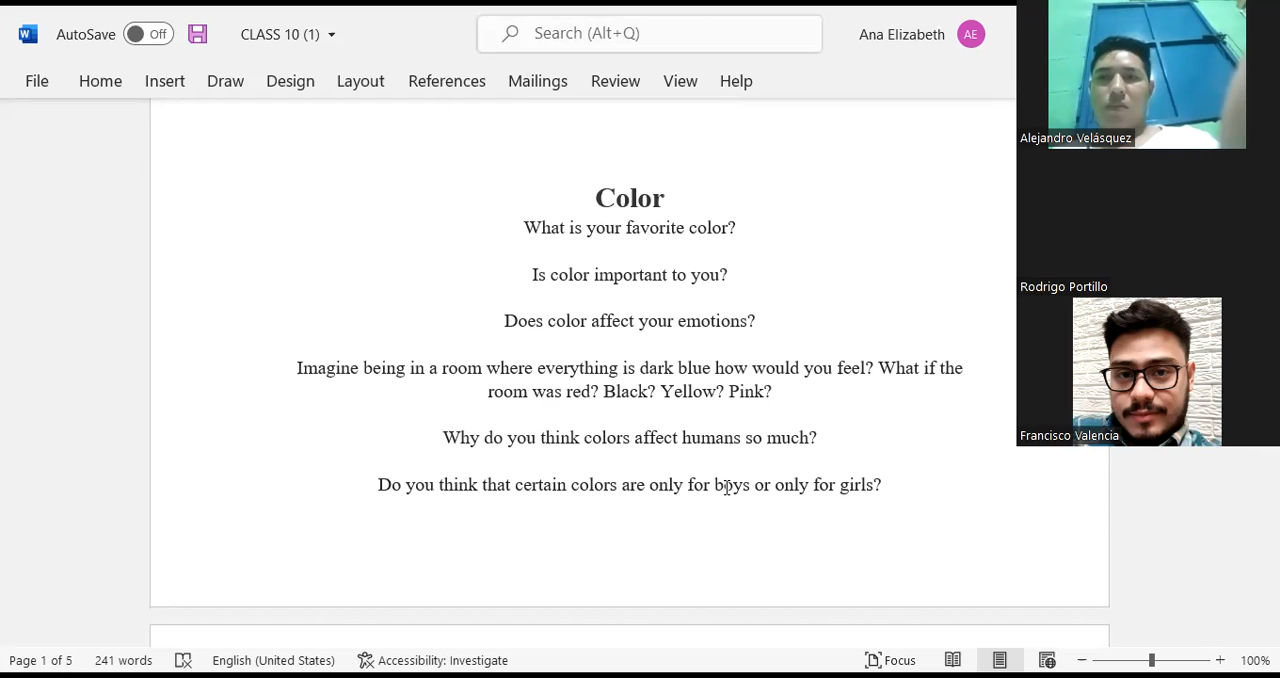 AutoSave Off CLASS 10 (1) Search (Alt+Q) Ana Elizabeth AE
File Home Insert Draw Design Layout References Mailings Review View Help
Alejandro Velásquez
Rodrigo Portillo
Francisco Valencia
Color
What is your favorite color?
Is color important to you?
Does color affect your emotions?
Imagine being in a room where everything is dark blue how would you feel? What if the
room was red? Black? Yellow? Pink?
Why do you think colors affect humans so much?
Do you think that certain colors are only for boys or only for girls?
Page 1 of 5 241 words English (United States) Accessibility: Investigate Focus 100%